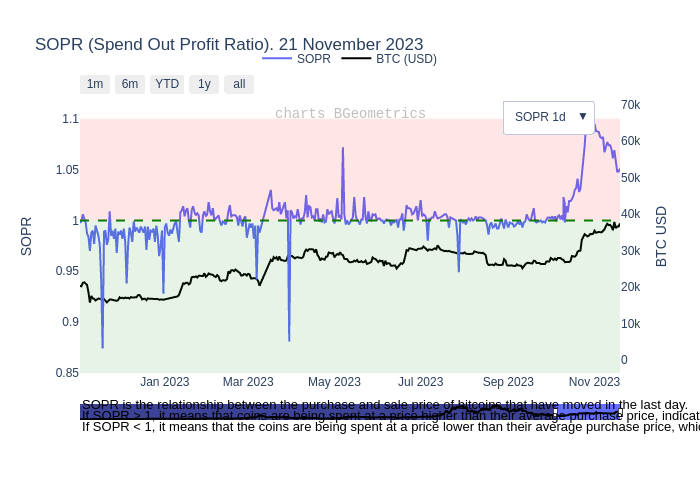 SOPR (Spend Out Profit Ratio). 21 November 2023
SOPR BTC (USD)
1m 6m YTD 1y all
charts BGeometrics
SOPR 1d ▼
70k
1.1
60k
1.05
50k
1
40k
30k
0.95
20k
0.9
10k
0.85
0
SOPR
BTC USD
Jan 2023 Mar 2023 May 2023 Jul 2023 Sep 2023 Nov 2023
SOPR is the relationship between the purchase and sale price of bitcoins that have moved in the last day.
If SOPR > 1, it means that coins are being spent at a price higher than their average purchase price, indicat
If SOPR < 1, it means that the coins are being spent at a price lower than their average purchase price, whic